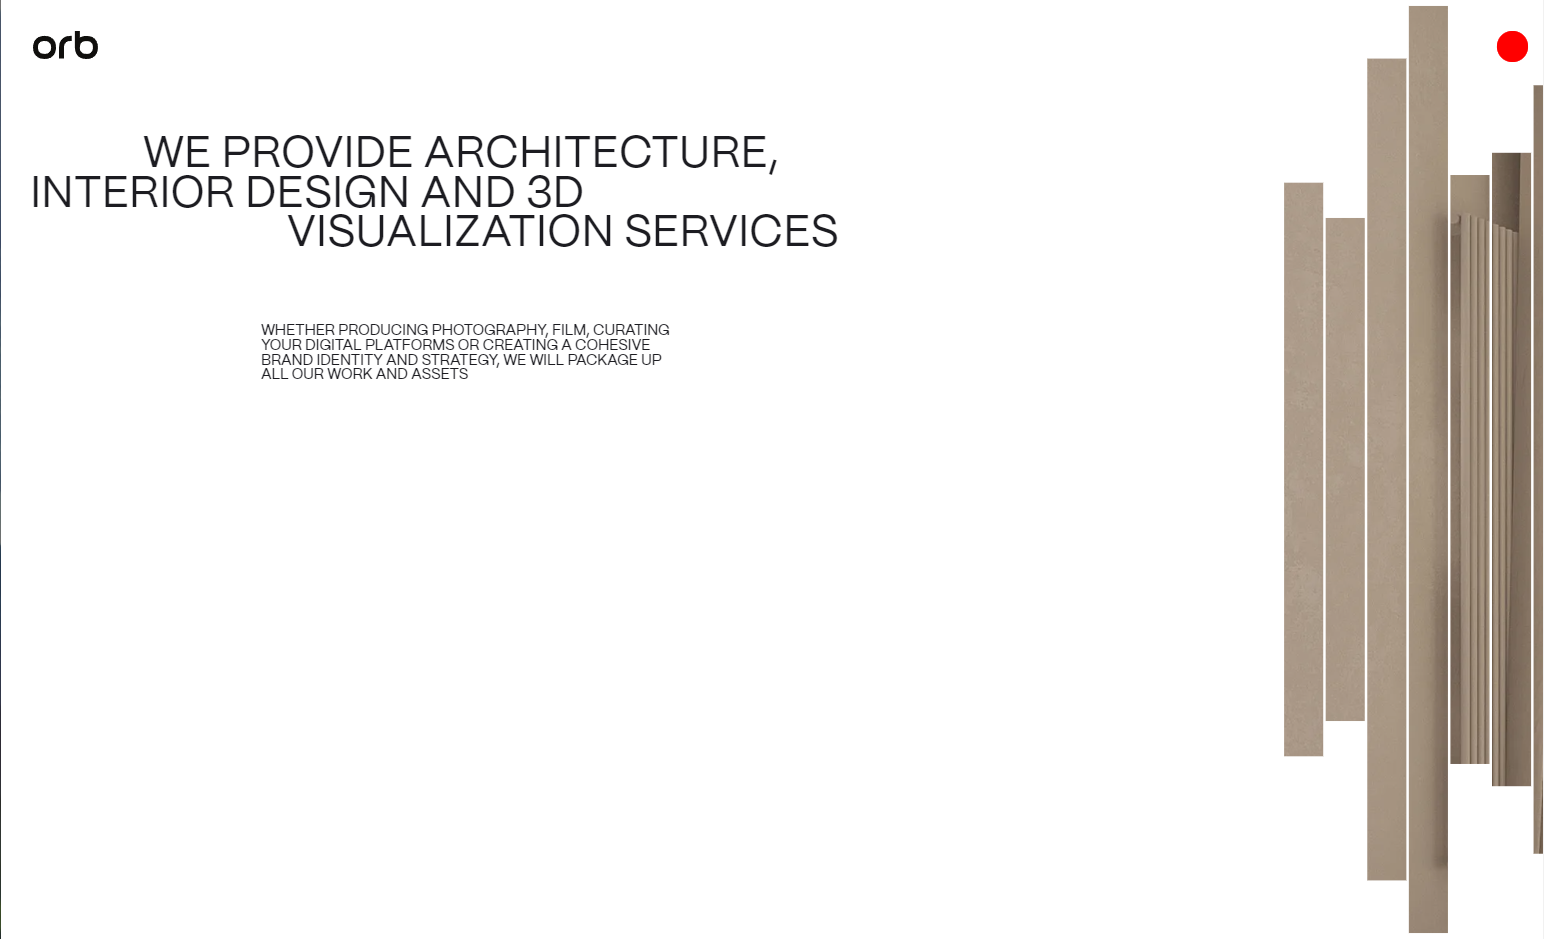 orb
WE PROVIDE ARCHITECTURE,
INTERIOR DESIGN AND 3D
VISUALIZATION SERVICES
WHETHER PRODUCING PHOTOGRAPHY, FILM, CURATING
YOUR DIGITAL PLATFORMS OR CREATING A COHESIVE
BRAND IDENTITY AND STRATEGY, WE WILL PACKAGE UP
ALL OUR WORK AND ASSETS